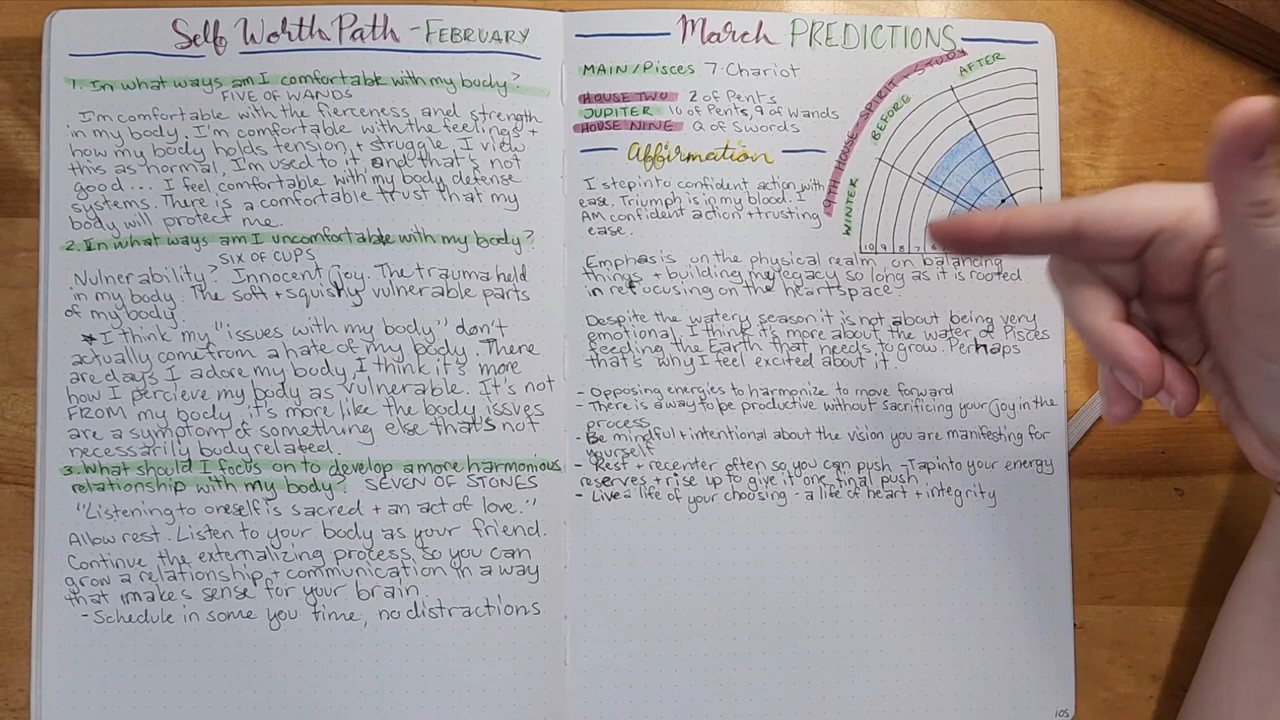 Self Worth Path - FEBRUARY
1. In what ways am I comfortable with my body?
FIVE OF WANDS
I'm comfortable with the fierceness and strength
in my body. I'm comfortable with the feelings +
how my body holds tension, + struggle. I view
this as normal, I'm used to it and that's not
good... I feel comfortable with my body defense
systems. There is a comfortable trust that my
body will protect me.
2. In what ways am I uncomfortable with my body?
SIX OF CUPS
Vulnerability? Innocent joy. The trauma held
in my body. The soft + squishy vulnerable parts
of my body.
*I think my "issues with my body" don't
actually come from a hate of my body. There
are days I adore my body, I think it's more
how I percieve my body as vulnerable. It's not
FROM my body it's more like the body issves
are a symptom of something else that's not
necessarily body related.
3. What should I focus on to develop a more harmonious
relationship with my body? SEVEN OF STONES
"Listening to oneself is sacred + an act of love."
Allow rest. Listen to your body as your friend.
Continue the externalizing process so you can
grow a relationship + communication in a way
that makes sense for your brain.
- Schedule in some you time, no distractions
March PREDICTIONS
MAIN/Pisces 7·Chariot
HOUSE TWO 2 of Pents
JUPITER 10 of Pents, 9 of Wands
HOUSE NINE Q of Swords
Affirmation
I step into confident action with
ease. Triumph is in my blood. I
AM confident action + trusting
ease.
9TH HOUSE SPIRIT + STUDY
WINTER
BEFORE
AFTER
10 9 8 7 6
Emphasis on the physical realm on balancing
things + building my legacy so long as it is rooted
in refocusing on the heartspace.
Despite the watery season it is not about being very
emotional I think it's more about the water of Pisces
feeding the Earth that needs to grow. Perhaps
that's why I feel excited about it.
- Opposing energies to harmonize to move forward
- There is a way to be productive without sacrificing your joy in the
process
- Be mindful + intentional about the vision you are manifesting for
yourself
- Rest + recenter often so you can push - Tap into your energy
reserves + rise up to give it one final push
- Live a life of your choosing - a life of heart + integrity
105